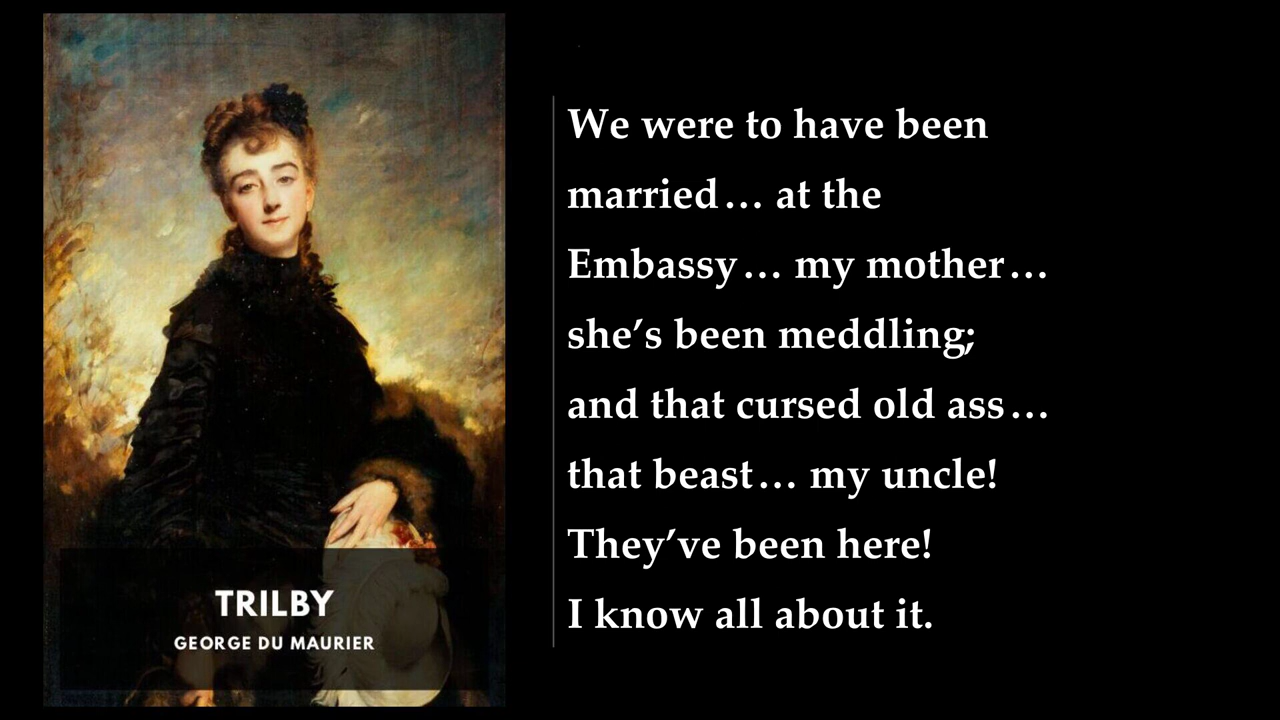 TRILBY
GEORGE DU MAURIER
We were to have been
married… at the
Embassy… my mother…
she’s been meddling;
and that cursed old ass…
that beast… my uncle!
They’ve been here!
I know all about it.